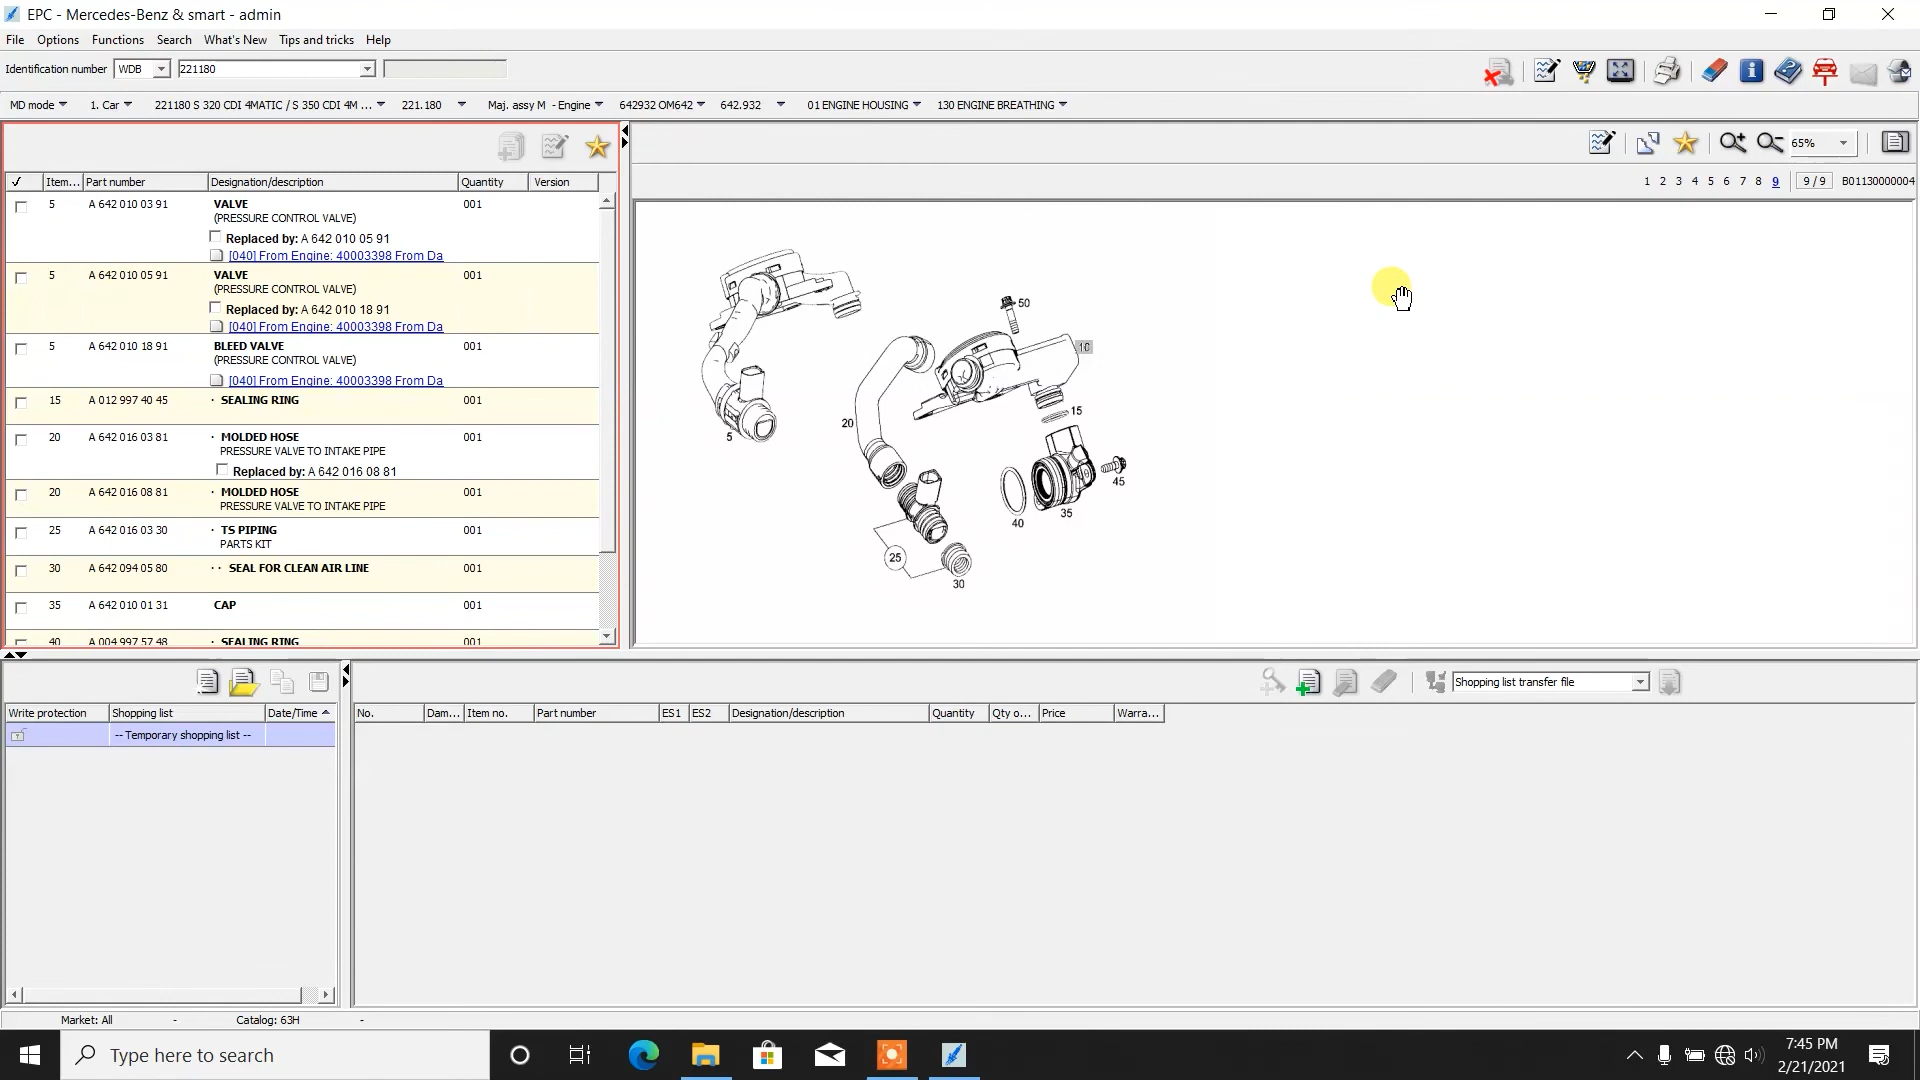 EPC - Mercedes-Benz & smart - admin
File Options Functions Search What's New Tips and tricks Help
Identification number WDB 221180
MD mode 1. Car 221180 S 320 CDI 4MATIC / S 350 CDI 4M ... 221.180 Maj. assy M - Engine 642932 OM642 642.932 01 ENGINE HOUSING 130 ENGINE BREATHING
65%
1 2 3 4 5 6 7 8 9 9 / 9 B01130000004
Item... Part number Designation/description Quantity Version
5 A 642 010 03 91 VALVE 001
(PRESSURE CONTROL VALVE)
Replaced by: A 642 010 05 91
[040] From Engine: 40003398 From Da
5 A 642 010 05 91 VALVE 001
(PRESSURE CONTROL VALVE)
Replaced by: A 642 010 18 91
[040] From Engine: 40003398 From Da
5 A 642 010 18 91 BLEED VALVE 001
(PRESSURE CONTROL VALVE)
[040] From Engine: 40003398 From Da
15 A 012 997 40 45 · SEALING RING 001
20 A 642 016 03 81 · MOLDED HOSE 001
PRESSURE VALVE TO INTAKE PIPE
Replaced by: A 642 016 08 81
20 A 642 016 08 81 · MOLDED HOSE 001
PRESSURE VALVE TO INTAKE PIPE
25 A 642 016 03 30 · TS PIPING 001
PARTS KIT
30 A 642 094 05 80 · · SEAL FOR CLEAN AIR LINE 001
35 A 642 010 01 31 CAP 001
40 A 004 997 57 48 · SEALING RING 001
50
10
15
20
5
45
40
35
25
30
Shopping list transfer file
Write protection Shopping list Date/Time
-- Temporary shopping list --
No. Dam... Item no. Part number ES1 ES2 Designation/description Quantity Qty o... Price Warra...
Market: All - Catalog: 63H -
Type here to search
7:45 PM
2/21/2021